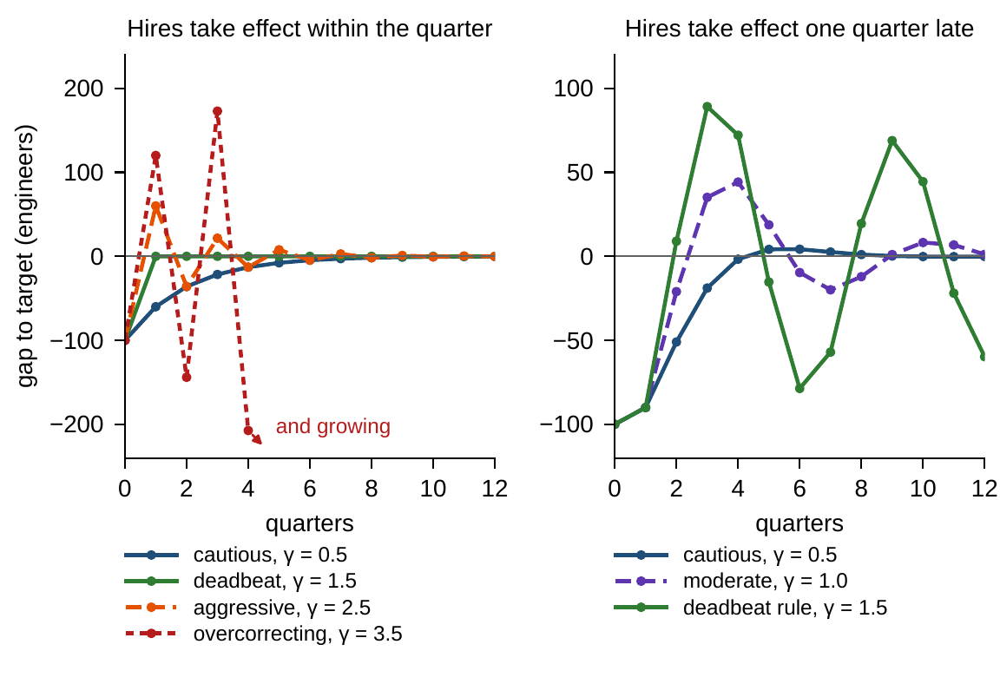 Hires take effect within the quarter
gap to target (engineers)
200
100
0
−100
−200
and growing
0 2 4 6 8 10 12
quarters
cautious, γ = 0.5
deadbeat, γ = 1.5
aggressive, γ = 2.5
overcorrecting, γ = 3.5
Hires take effect one quarter late
100
50
0
−50
−100
0 2 4 6 8 10 12
quarters
cautious, γ = 0.5
moderate, γ = 1.0
deadbeat rule, γ = 1.5